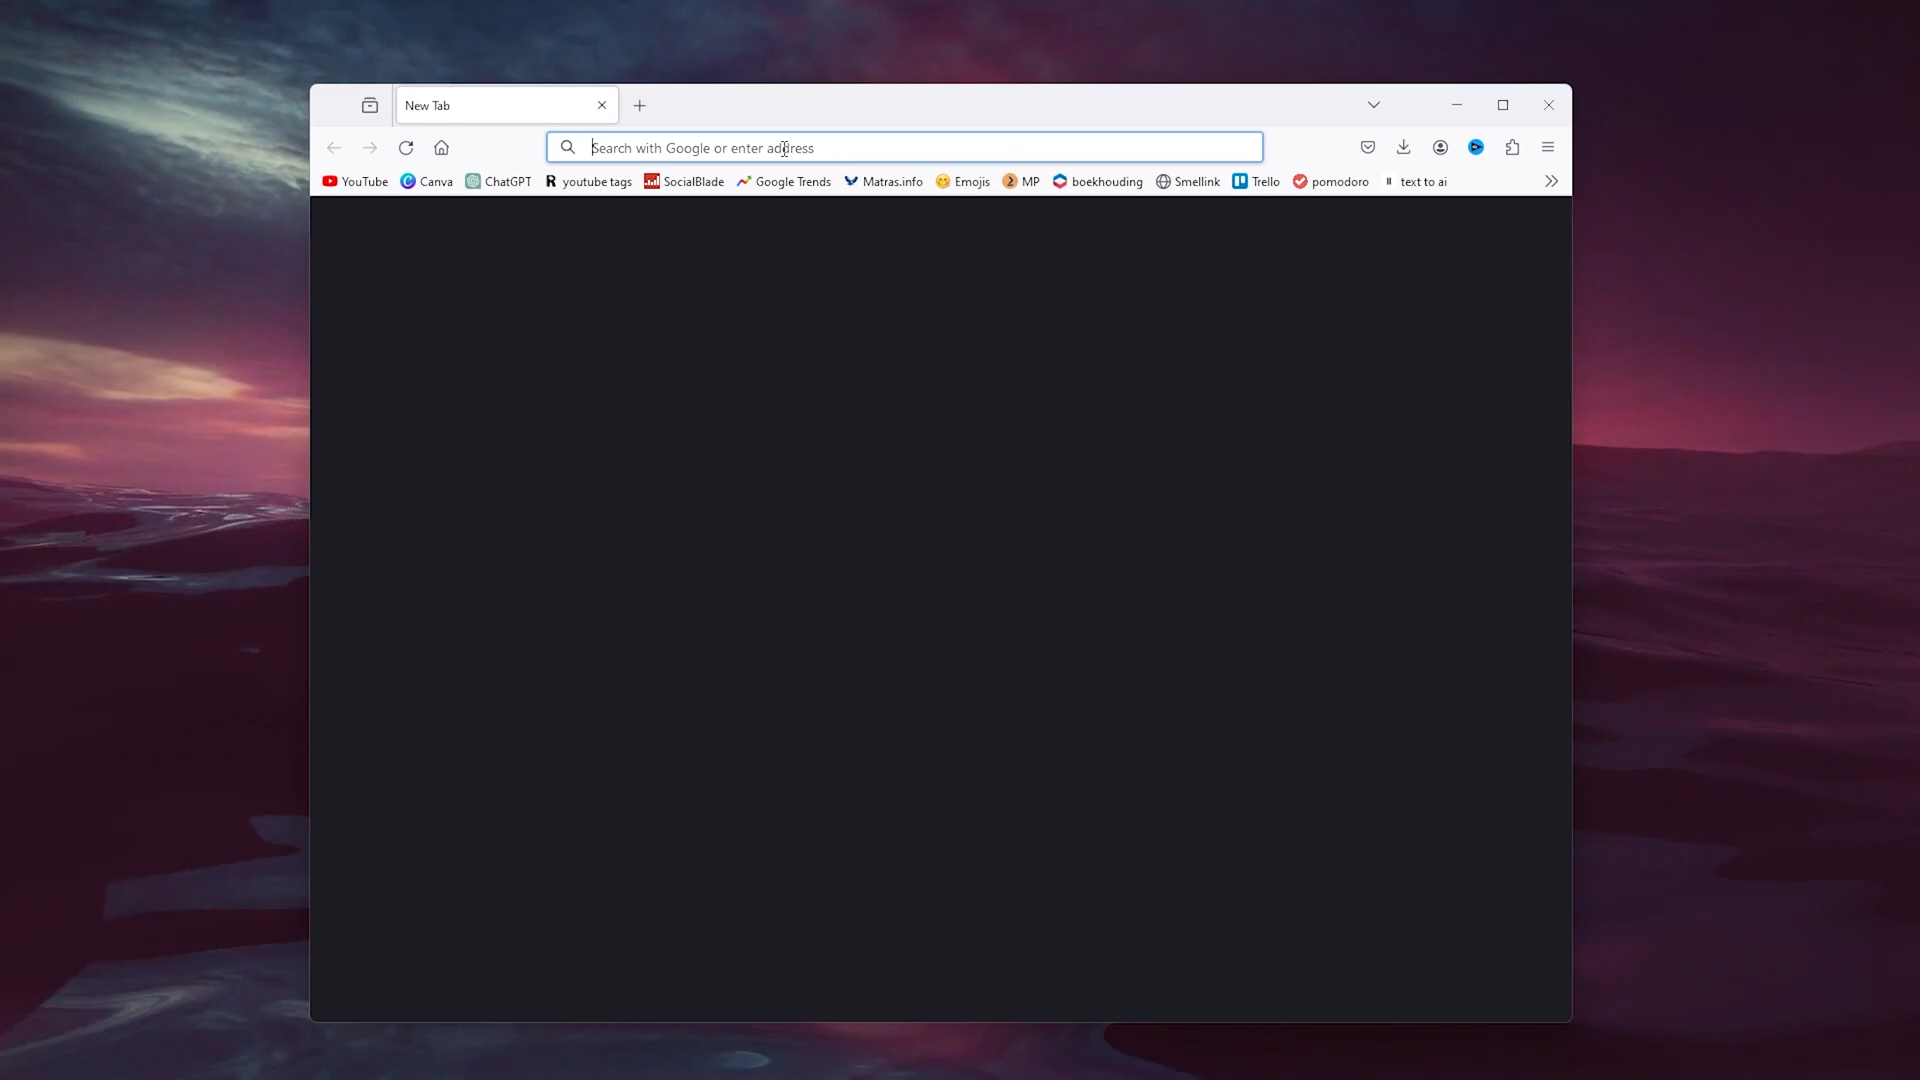 New Tab
Search with Google or enter address
YouTube Canva ChatGPT youtube tags SocialBlade Google Trends Matras.info Emojis MP boekhouding Smellink Trello pomodoro text to ai